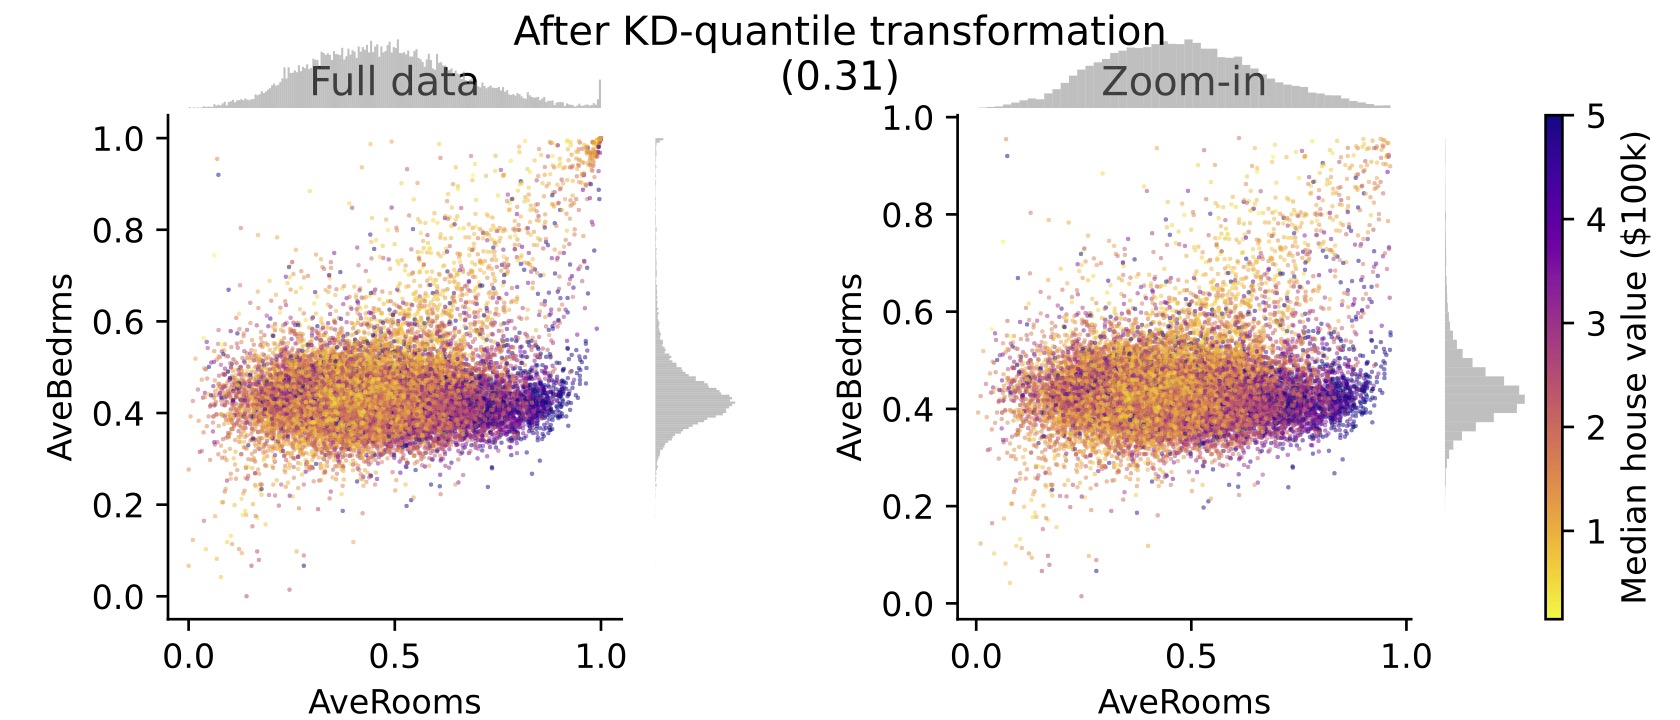 After KD-quantile transformation
(0.31)
Full data
Zoom-in
1.0
0.8
0.6
0.4
0.2
0.0
AveBedrms
0.0 0.5 1.0
AveRooms
1.0
0.8
0.6
0.4
0.2
0.0
AveBedrms
0.0 0.5 1.0
AveRooms
5
4
3
2
1
Median house value ($100k)